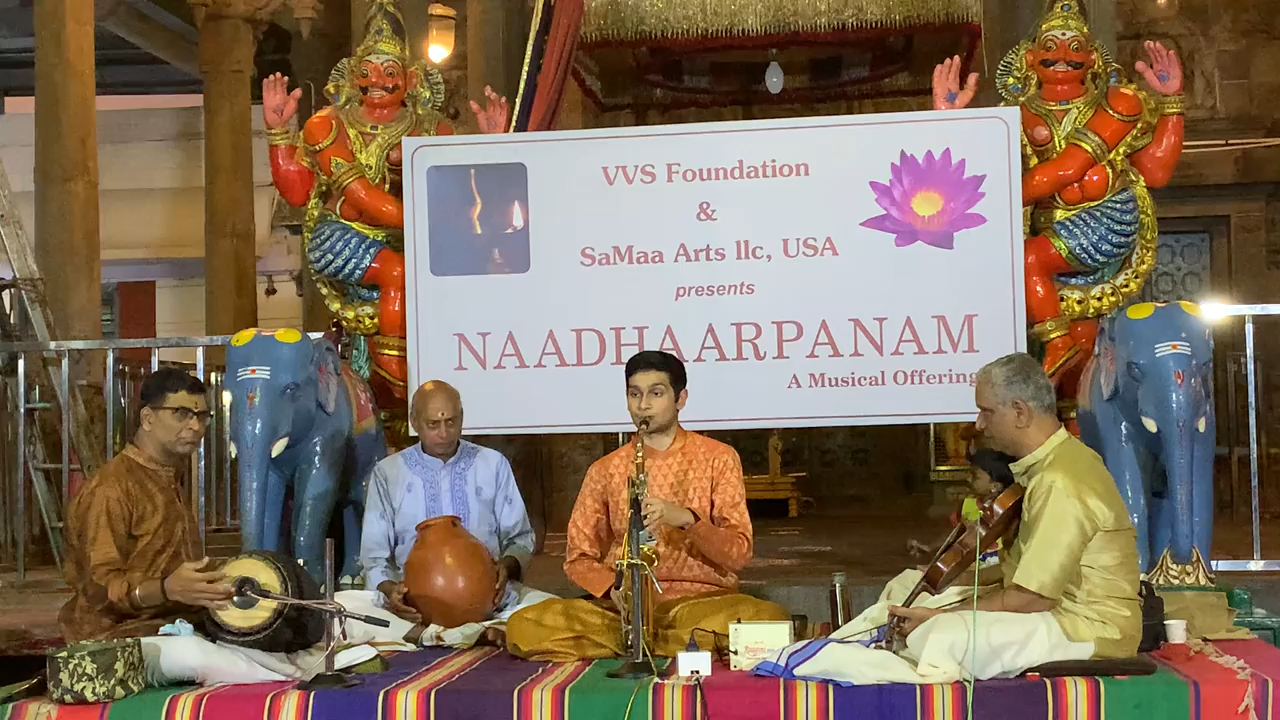 VVS Foundation
&
SaMaa Arts llc, USA
presents
NAADHAARPANAM
A Musical Offering